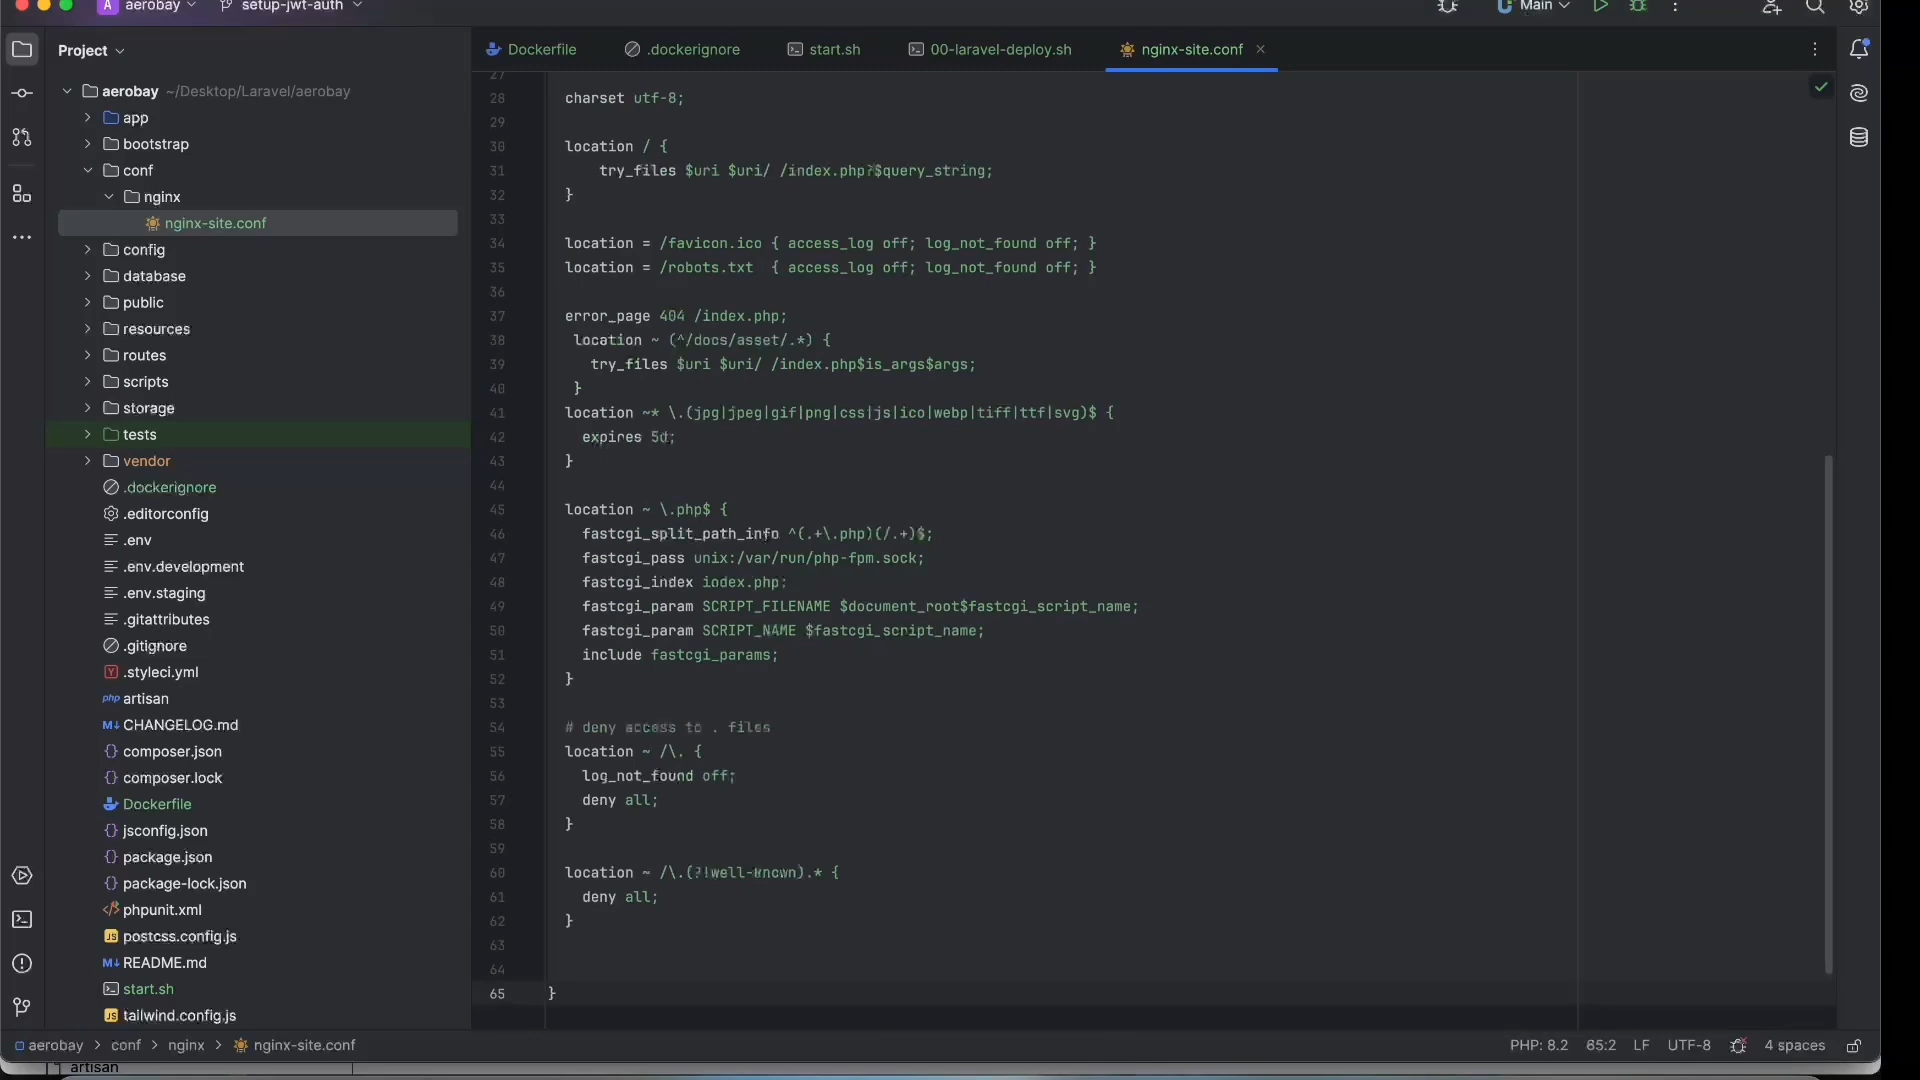 A aerobay
setup-jwt-auth
Main
Project
Dockerfile
.dockerignore
start.sh
00-laravel-deploy.sh
nginx-site.conf
aerobay ~/Desktop/Laravel/aerobay
app
bootstrap
conf
nginx
nginx-site.conf
config
database
public
resources
routes
scripts
storage
tests
vendor
.dockerignore
.editorconfig
.env
.env.development
.env.staging
.gitattributes
.gitignore
.styleci.yml
php artisan
M↓ CHANGELOG.md
{} composer.json
{} composer.lock
Dockerfile
{} jsconfig.json
{} package.json
{} package-lock.json
phpunit.xml
JS postcss.config.js
M↓ README.md
start.sh
JS tailwind.config.js
27
28 charset utf-8;
29
30 location / {
31 try_files $uri $uri/ /index.php?$query_string;
32 }
33
34 location = /favicon.ico { access_log off; log_not_found off; }
35 location = /robots.txt  { access_log off; log_not_found off; }
36
37 error_page 404 /index.php;
38 location ~ (^/docs/asset/.*) {
39 try_files $uri $uri/ /index.php$is_args$args;
40 }
41 location ~* \.(jpg|jpeg|gif|png|css|js|ico|webp|tiff|ttf|svg)$ {
42 expires 5d;
43 }
44
45 location ~ \.php$ {
46 fastcgi_split_path_info ^(.+\.php)(/.+)$;
47 fastcgi_pass unix:/var/run/php-fpm.sock;
48 fastcgi_index index.php;
49 fastcgi_param SCRIPT_FILENAME $document_root$fastcgi_script_name;
50 fastcgi_param SCRIPT_NAME $fastcgi_script_name;
51 include fastcgi_params;
52 }
53
54 # deny access to . files
55 location ~ /\. {
56 log_not_found off;
57 deny all;
58 }
59
60 location ~ /\.(?!well-known).* {
61 deny all;
62 }
63
64
65 }
aerobay > conf > nginx > nginx-site.conf
PHP: 8.2 65:2 LF UTF-8 4 spaces
artisan